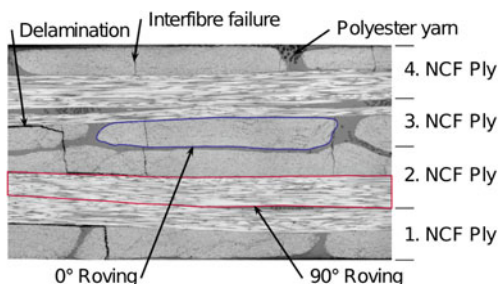 Interfibre failure
Polyester yarn
Delamination
4. NCF Ply
3. NCF Ply
2. NCF Ply
1. NCF Ply
0° Roving
90° Roving